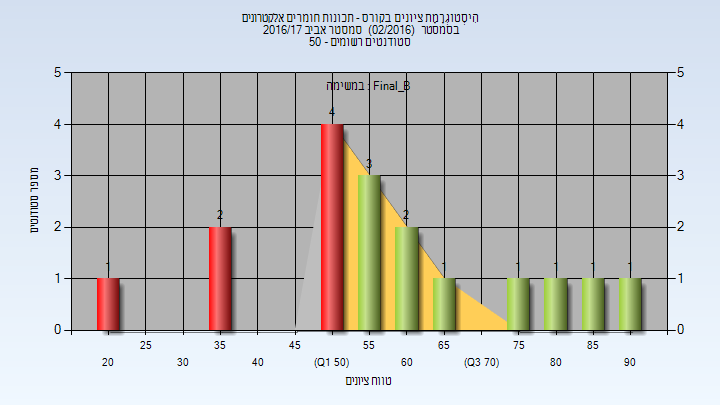 הִיסְטוֹגְרָמַת ציונים בקורס - תכונות חומרים אלקטרונים
בסמסטר (02/2016) סמסטר אביב 2016/17
סטודנטים רשומים - 50
במשימה : Final_B
5 5
4 4
3 3
2 2
1 1
0 0
1 2 4 3 2 1 1 1 1 1
מספר סטודנטים
25 35 45 55 65 75 85
20 30 40 (Q1 50) 60 (Q3 70) 80 90
טווח ציונים